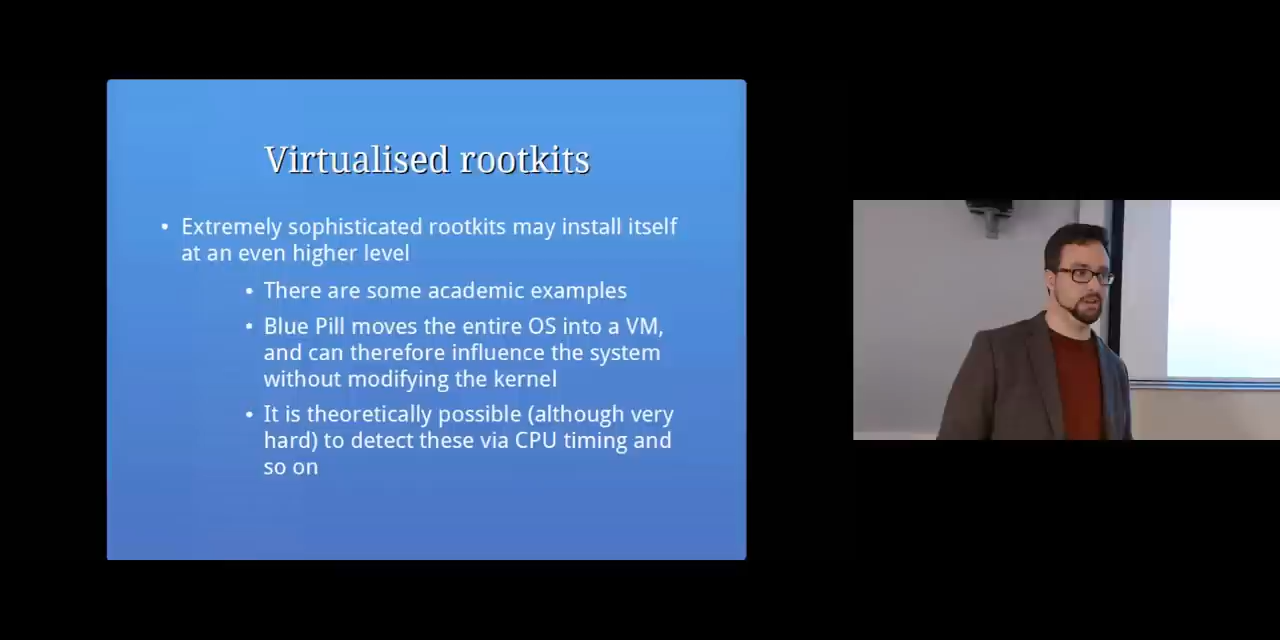 Virtualised rootkits
• Extremely sophisticated rootkits may install itself
at an even higher level
• There are some academic examples
• Blue Pill moves the entire OS into a VM,
and can therefore influence the system
without modifying the kernel
• It is theoretically possible (although very
hard) to detect these via CPU timing and
so on